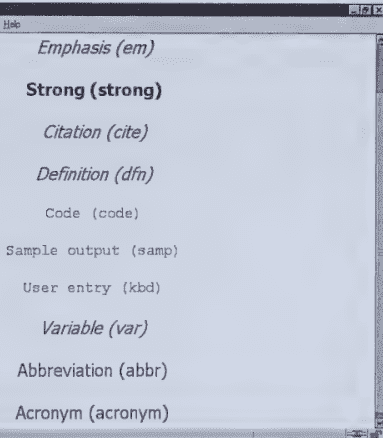 Help
Emphasis (em)
Strong (strong)
Citation (cite)
Definition (dfn)
Code (code)
Sample output (samp)
User entry (kbd)
Variable (var)
Abbreviation (abbr)
Acronym (acronym)